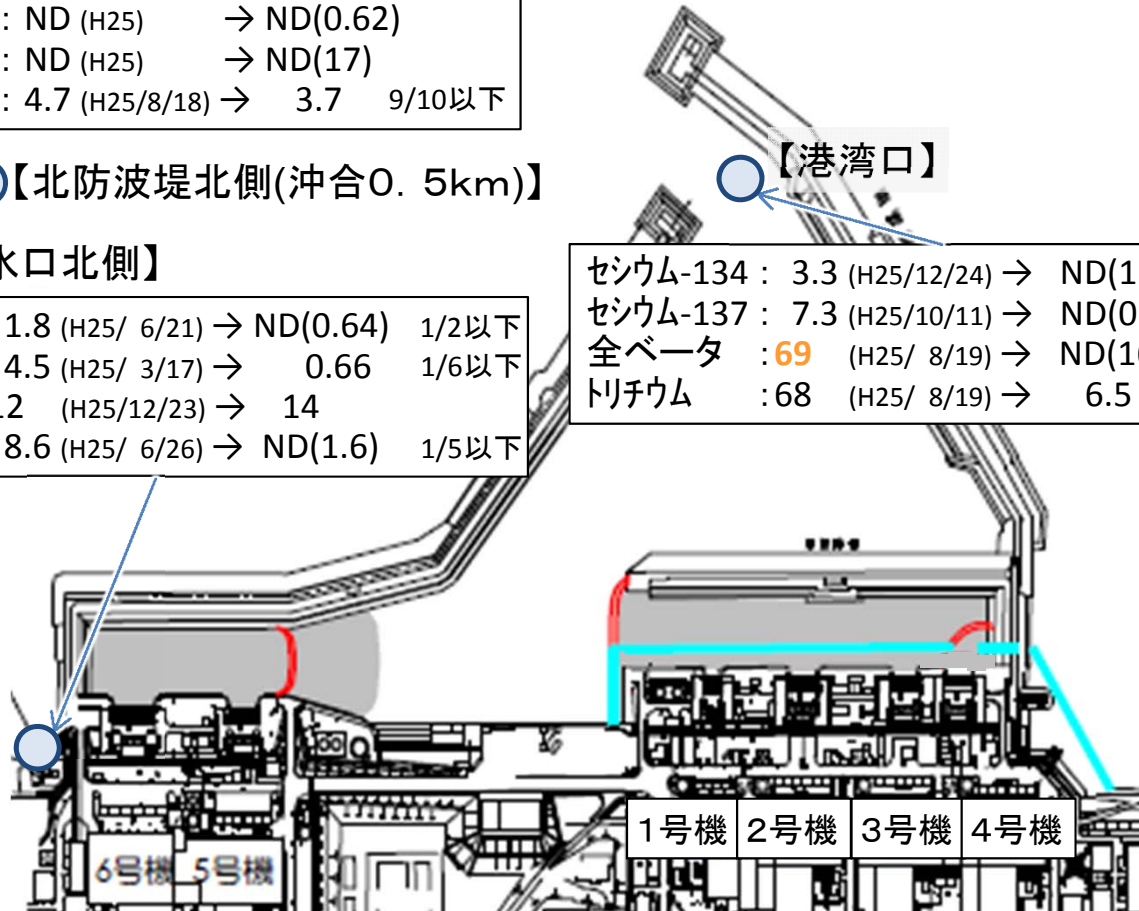 : ND (H25) → ND(0.62)
: ND (H25) → ND(17)
: 4.7 (H25/8/18) → 3.7 9/10以下
【北防波堤北側(沖合0.5km)】
【港湾口】
水口北側】
1.8 (H25/ 6/21) → ND(0.64) 1/2以下
4.5 (H25/ 3/17) → 0.66 1/6以下
12 (H25/12/23) → 14
8.6 (H25/ 6/26) → ND(1.6) 1/5以下
セシウム-134 : 3.3 (H25/12/24) → ND(1
セシウム-137 : 7.3 (H25/10/11) → ND(0
全ベータ :69 (H25/ 8/19) → ND(16
トリチウム :68 (H25/ 8/19) → 6.5
1号機 2号機 3号機 4号機
6号機 5号機